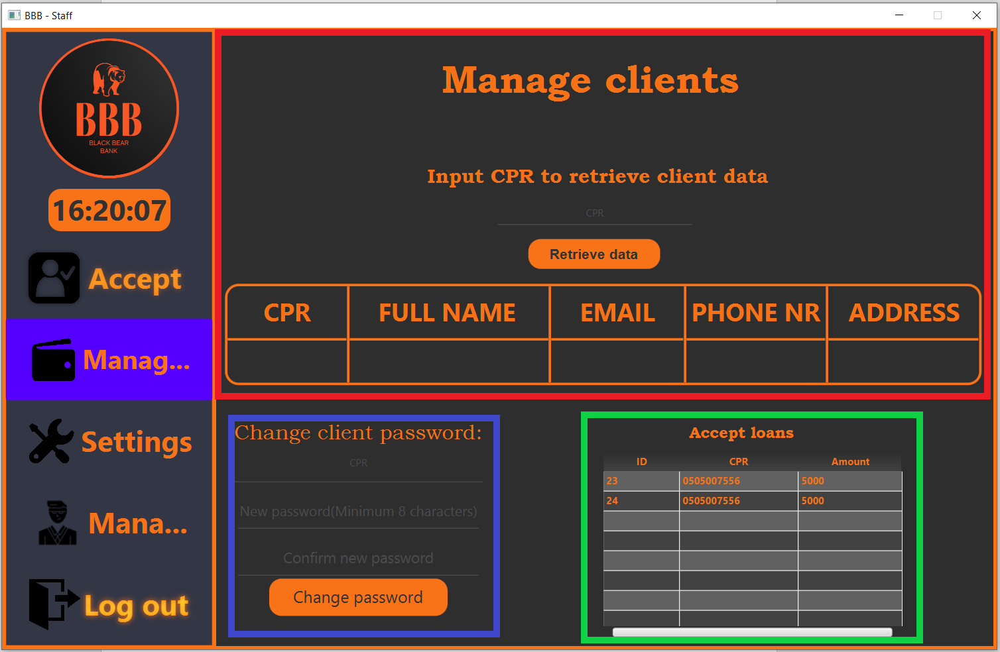 BBB - Staff
BBB
BLACK BEAR
BANK
16:20:07
Accept
Manag...
Settings
Mana...
Log out
Manage clients
Input CPR to retrieve client data
CPR
Retrieve data
CPR FULL NAME EMAIL PHONE NR ADDRESS
Change client password:
CPR
New password(Minimum 8 characters)
Confirm new password
Change password
Accept loans
ID CPR Amount
23 0505007556 5000
24 0505007556 5000